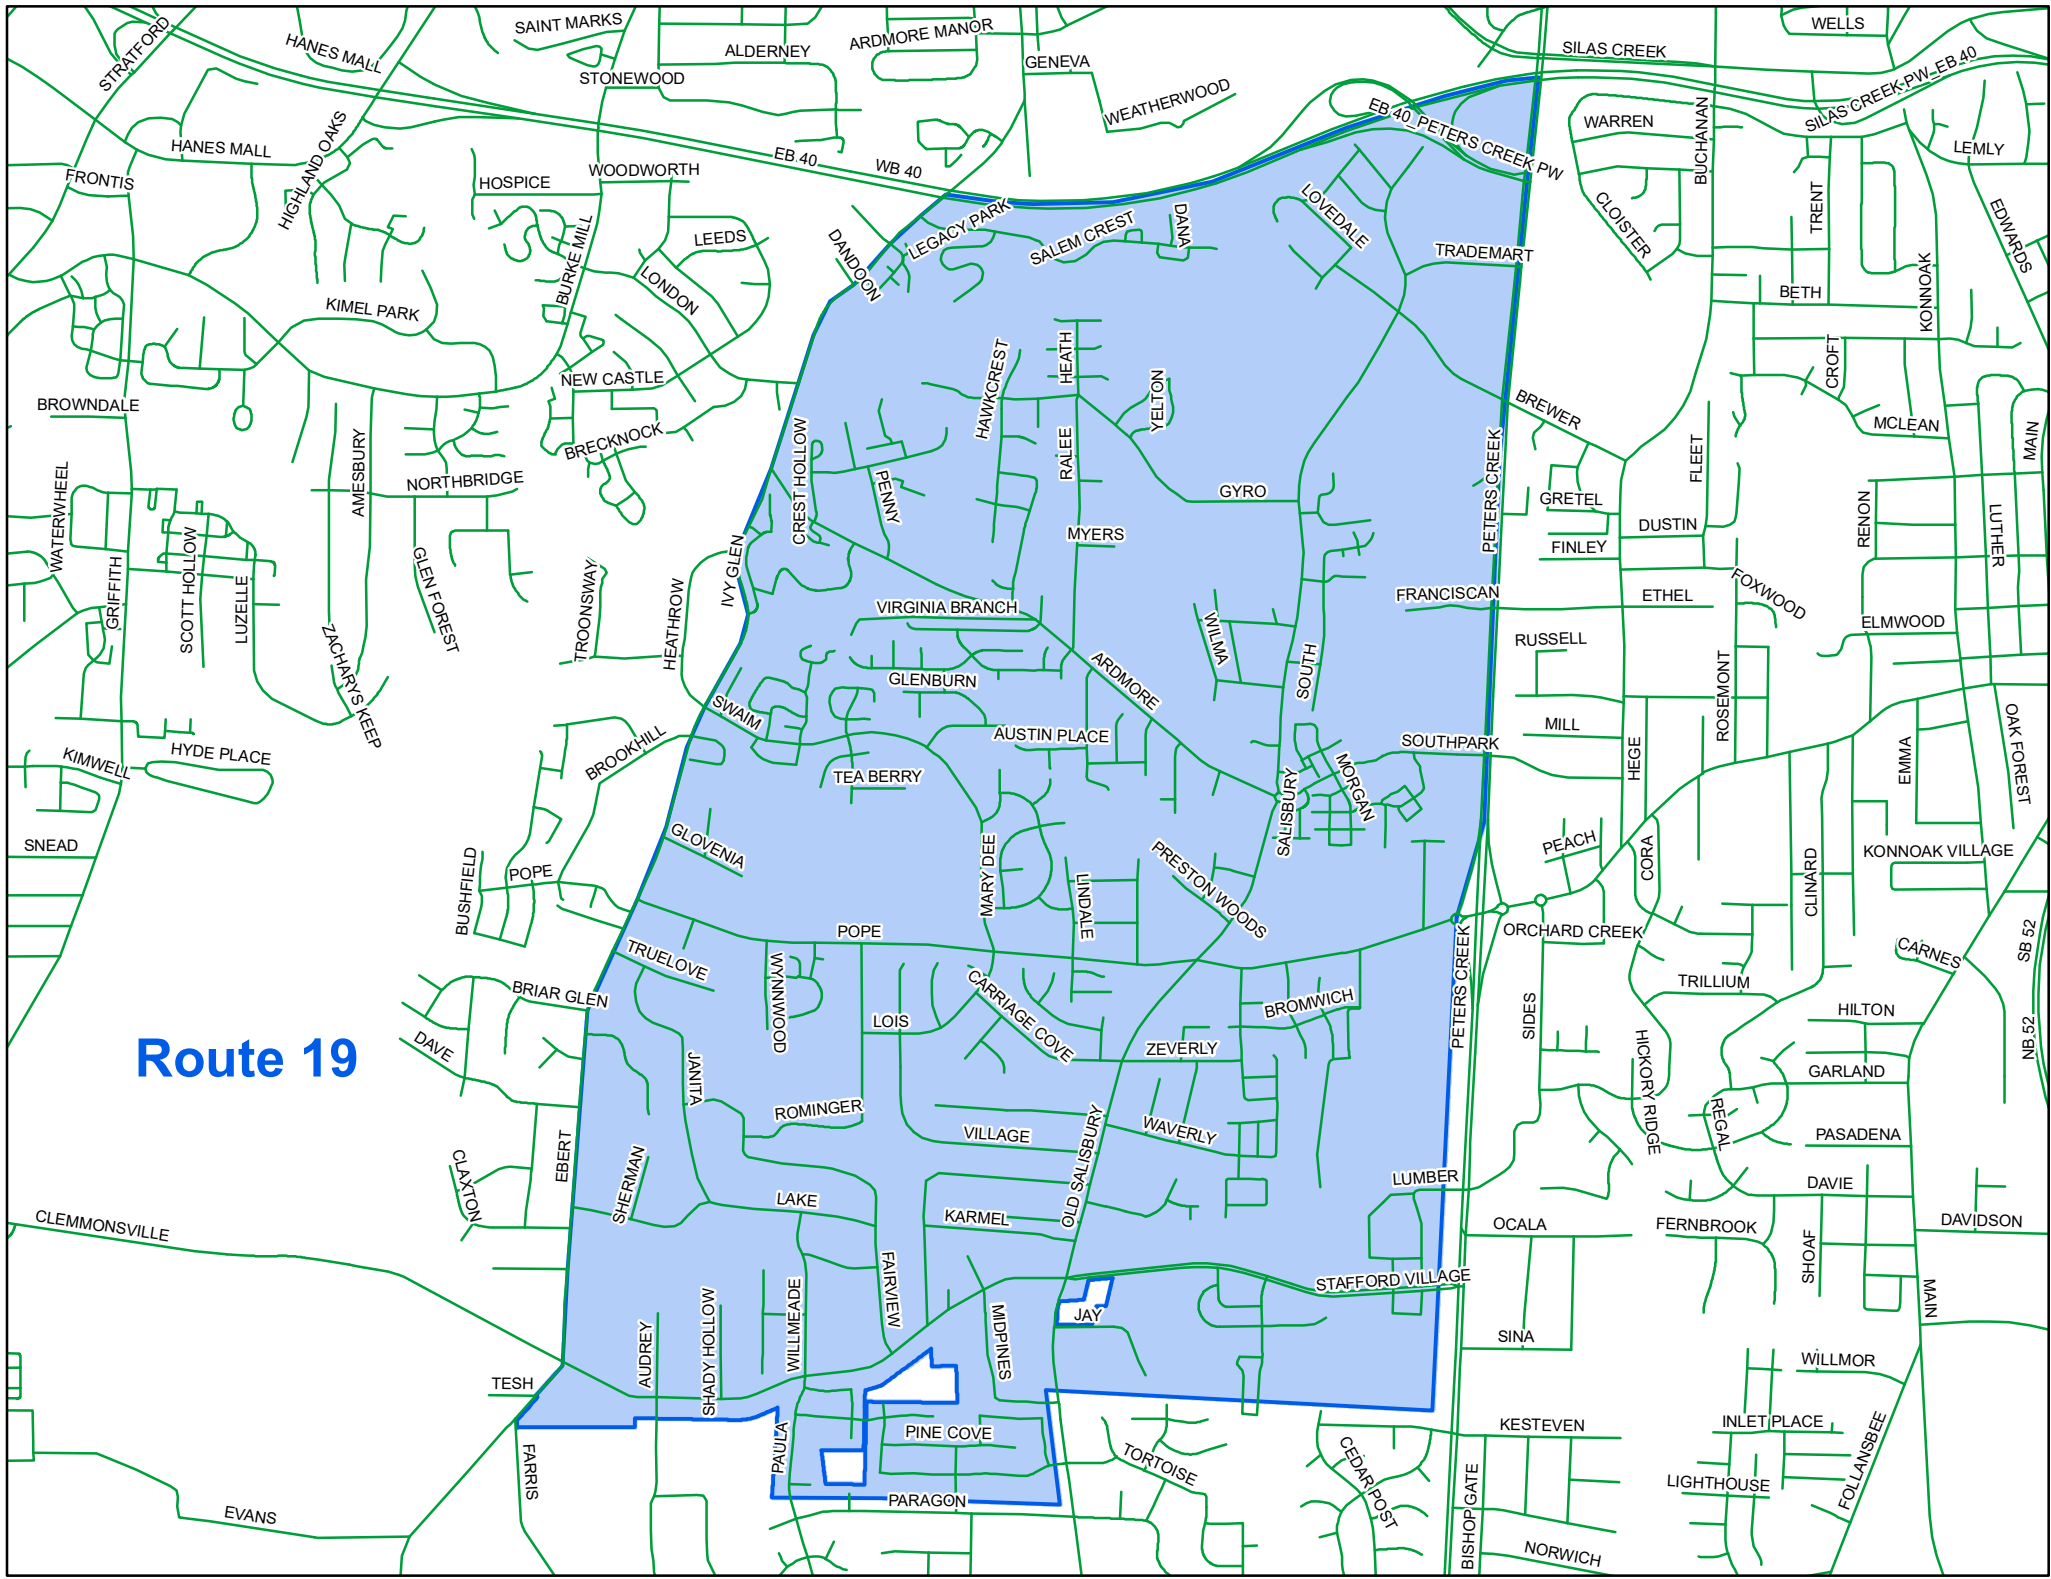 STRATFORD
HANES MALL
SAINT MARKS
ALDERNEY
ARDMORE MANOR
GENEVA
SILAS CREEK
WELLS
STONEWOOD
WEATHERWOOD
EB 40_PETERS CREEK PW
SILAS CREEK PW_EB 40
WARREN
BUCHANAN
LEMLY
HANES MALL
HIGHLAND OAKS
EB 40
WB 40
FRONTIS
HOSPICE
WOODWORTH
LEGACY PARK
SALEM CREST
DANA
LOVEDALE
CLOISTER
TRENT
EDWARDS
BURKE MILL
LEEDS
DANDON
TRADEMART
LONDON
KIMEL PARK
BETH
KONNOAK
HEATH
HAWKCREST
YELTON
CROFT
NEW CASTLE
BROWNDALE
BREWER
MCLEAN
MAIN
BRECKNOCK
AMESBURY
CREST HOLLOW
RALEE
PETERS CREEK
FLEET
WATERWHEEL
NORTHBRIDGE
PENNY
GYRO
GRETEL
RENON
LUTHER
MYERS
DUSTIN
FINLEY
SCOTT HOLLOW
GRIFFITH
LUZELLE
GLEN FOREST
TROONSWAY
HEATHROW
IVY GLEN
VIRGINIA BRANCH
FRANCISCAN
ETHEL
FOXWOOD
ELMWOOD
WILMA
RUSSELL
ZACHARYS KEEP
GLENBURN
ARDMORE
SOUTH
ROSEMONT
SWAIM
AUSTIN PLACE
SOUTHPARK
MILL
HEGE
EMMA
OAK FOREST
KIMWELL
HYDE PLACE
BROOKHILL
TEA BERRY
SALISBURY
MORGAN
SNEAD
GLOVENIA
MARY DEE
PRESTON WOODS
PEACH
CORA
KONNOAK VILLAGE
CLINARD
BUSHFIELD
POPE
LINDALE
POPE
ORCHARD CREEK
CARNES
SB 52
TRUELOVE
WYNNWOOD
CARRIAGE COVE
PETERS CREEK
TRILLIUM
BRIAR GLEN
LOIS
BROMWICH
SIDES
HILTON
NB 52
DAVE
Route 19
ZEVERLY
HICKORY RIDGE
GARLAND
JANITA
ROMINGER
VILLAGE
WAVERLY
REGAL
PASADENA
EBERT
CLAXTON
SHERMAN
LAKE
OLD SALISBURY
LUMBER
DAVIE
CLEMMONSVILLE
KARMEL
OCALA
FERNBROOK
DAVIDSON
SHOAF
FAIRVIEW
STAFFORD VILLAGE
MAIN
JAY
WILLMEADE
SHADY HOLLOW
AUDREY
MIDPINES
SINA
WILLMOR
TESH
PAULA
PINE COVE
KESTEVEN
INLET PLACE
FOLLANSBEE
FARRIS
TORTOISE
CEDAR POST
BISHOP GATE
LIGHTHOUSE
PARAGON
EVANS
NORWICH